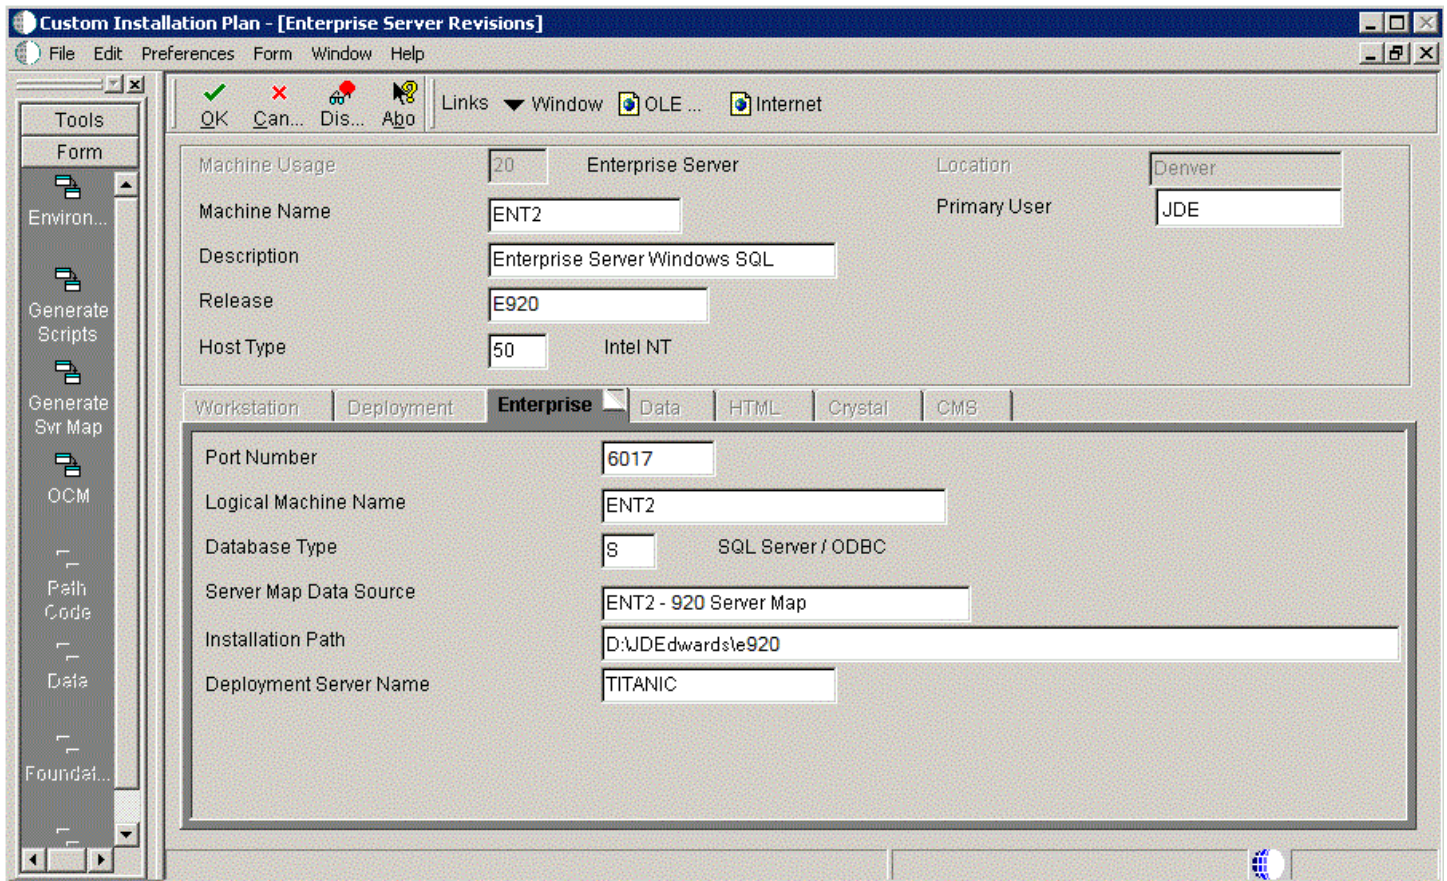 Custom Installation Plan - [Enterprise Server Revisions]
File Edit Preferences Form Window Help
OK Can... Dis... Abo Links Window OLE ... Internet
Tools
Form
Environ...
Generate
Scripts
Generate
Svr Map
OCM
Path
Code
Data
Foundat...
Machine Usage 20 Enterprise Server Location Denver
Machine Name ENT2 Primary User JDE
Description Enterprise Server Windows SQL
Release E920
Host Type 50 Intel NT
Workstation Deployment Enterprise Data HTML Crystal CMS
Port Number 6017
Logical Machine Name ENT2
Database Type S SQL Server / ODBC
Server Map Data Source ENT2 - 920 Server Map
Installation Path D:\JDEdwards\e920
Deployment Server Name TITANIC